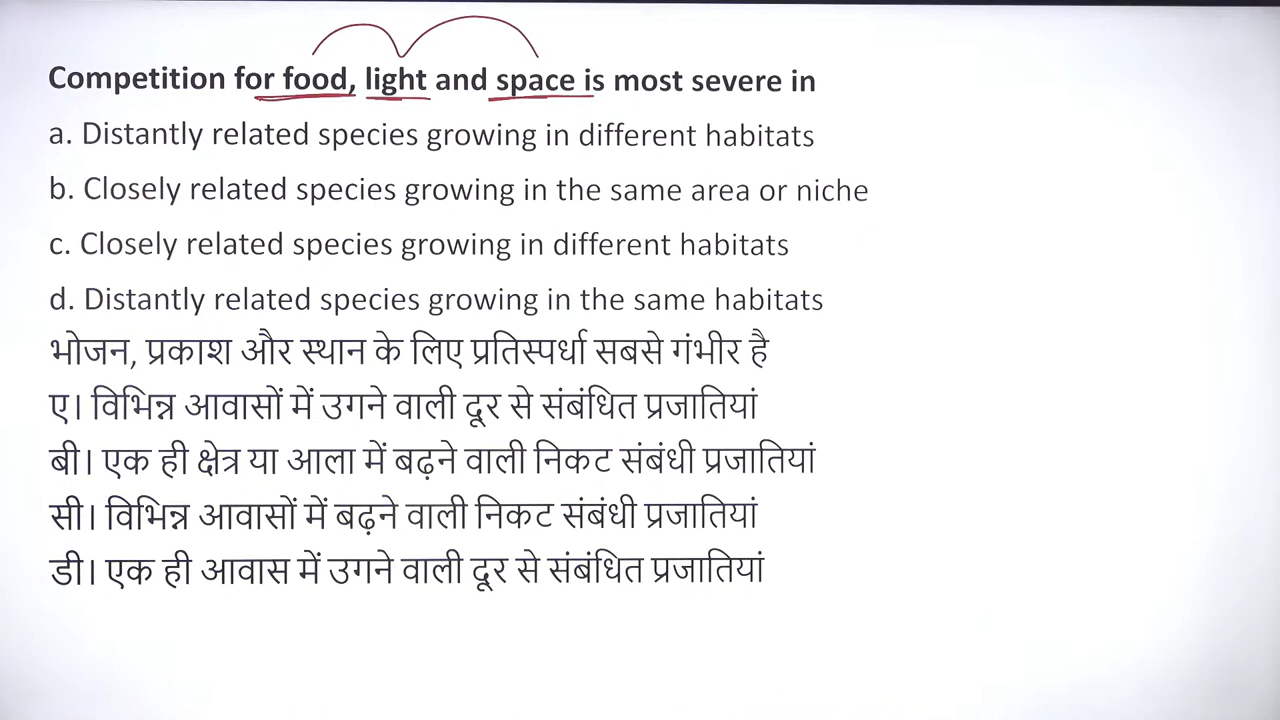 Competition for food, light and space is most severe in
a. Distantly related species growing in different habitats
b. Closely related species growing in the same area or niche
c. Closely related species growing in different habitats
d. Distantly related species growing in the same habitats
भोजन, प्रकाश और स्थान के लिए प्रतिस्पर्धा सबसे गंभीर है
ए। विभिन्न आवासों में उगने वाली दूर से संबंधित प्रजातियां
बी। एक ही क्षेत्र या आला में बढ़ने वाली निकट संबंधी प्रजातियां
सी। विभिन्न आवासों में बढ़ने वाली निकट संबंधी प्रजातियां
डी। एक ही आवास में उगने वाली दूर से संबंधित प्रजातियां